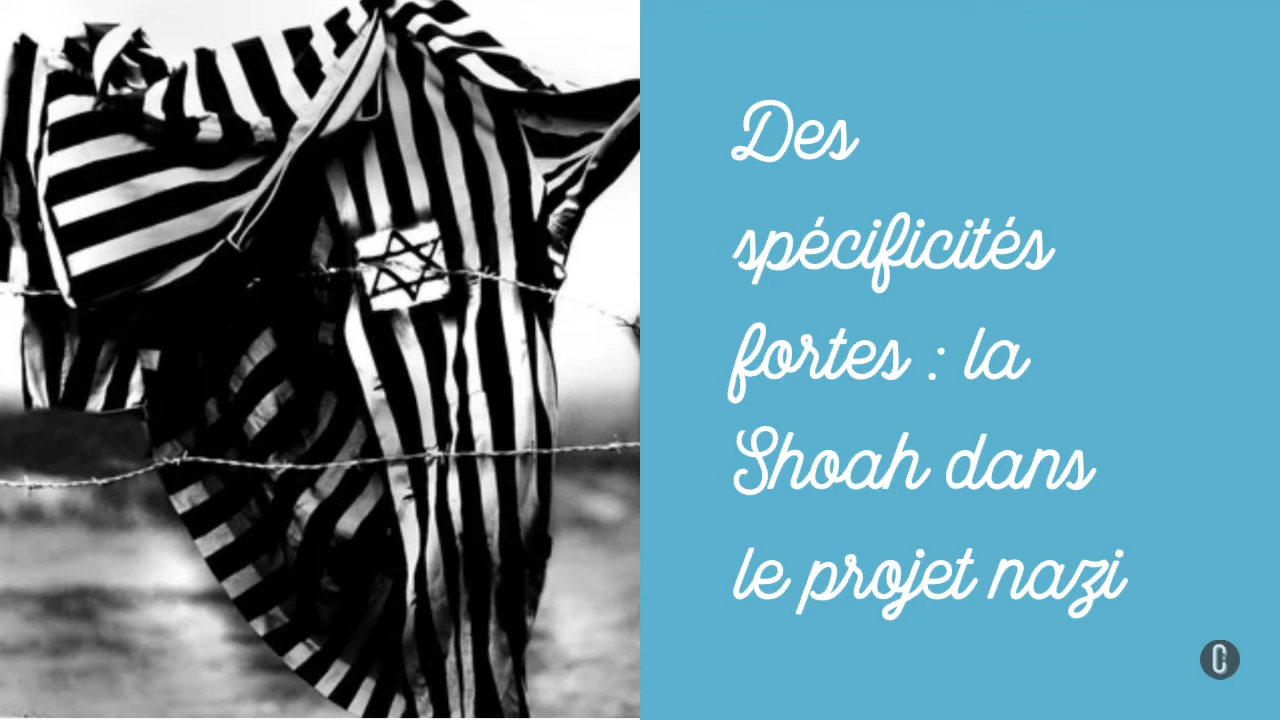 Des
spécificités
fortes : la
Shoah dans
le projet nazi
C